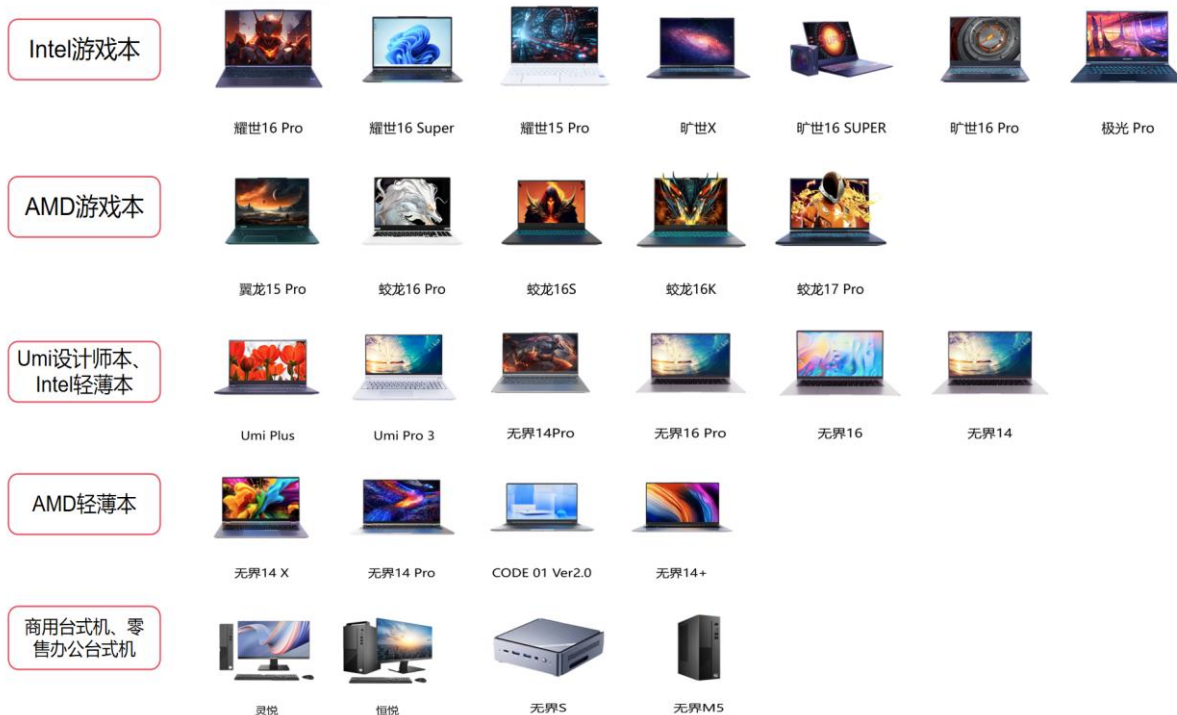 Intel游戏本
耀世16 Pro
耀世16 Super
耀世15 Pro
旷世X
旷世16 SUPER
旷世16 Pro
极光 Pro
AMD游戏本
翼龙15 Pro
蛟龙16 Pro
蛟龙16S
蛟龙16K
蛟龙17 Pro
Umi设计师本、
Intel轻薄本
Umi Plus
Umi Pro 3
无界14Pro
无界16 Pro
无界16
无界14
AMD轻薄本
无界14 X
无界14 Pro
CODE 01 Ver2.0
无界14+
商用台式机、零
售办公台式机
灵悦
恒悦
无界S
无界M5